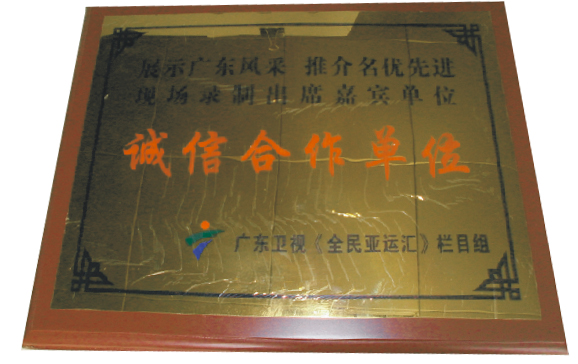 展示广东风采 推介名优先进
现场录制出席嘉宾单位
诚信合作单位
广东卫视《全民亚运汇》栏目组